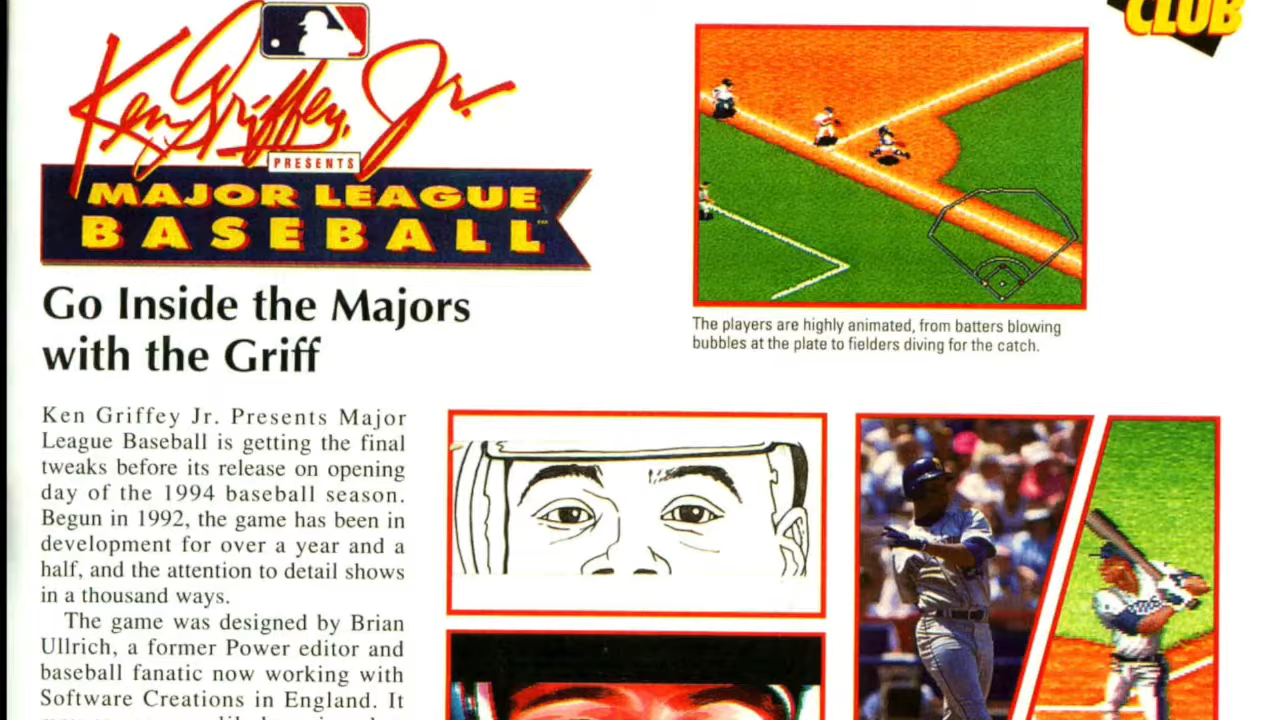 CLUB
Ken Griffey, Jr.
PRESENTS
MAJOR LEAGUE
BASEBALL™
Go Inside the Majors
with the Griff
The players are highly animated, from batters blowing
bubbles at the plate to fielders diving for the catch.
Ken Griffey Jr. Presents Major
League Baseball is getting the final
tweaks before its release on opening
day of the 1994 baseball season.
Begun in 1992, the game has been in
development for over a year and a
half, and the attention to detail shows
in a thousand ways.
The game was designed by Brian
Ullrich, a former Power editor and
baseball fanatic now working with
Software Creations in England. It